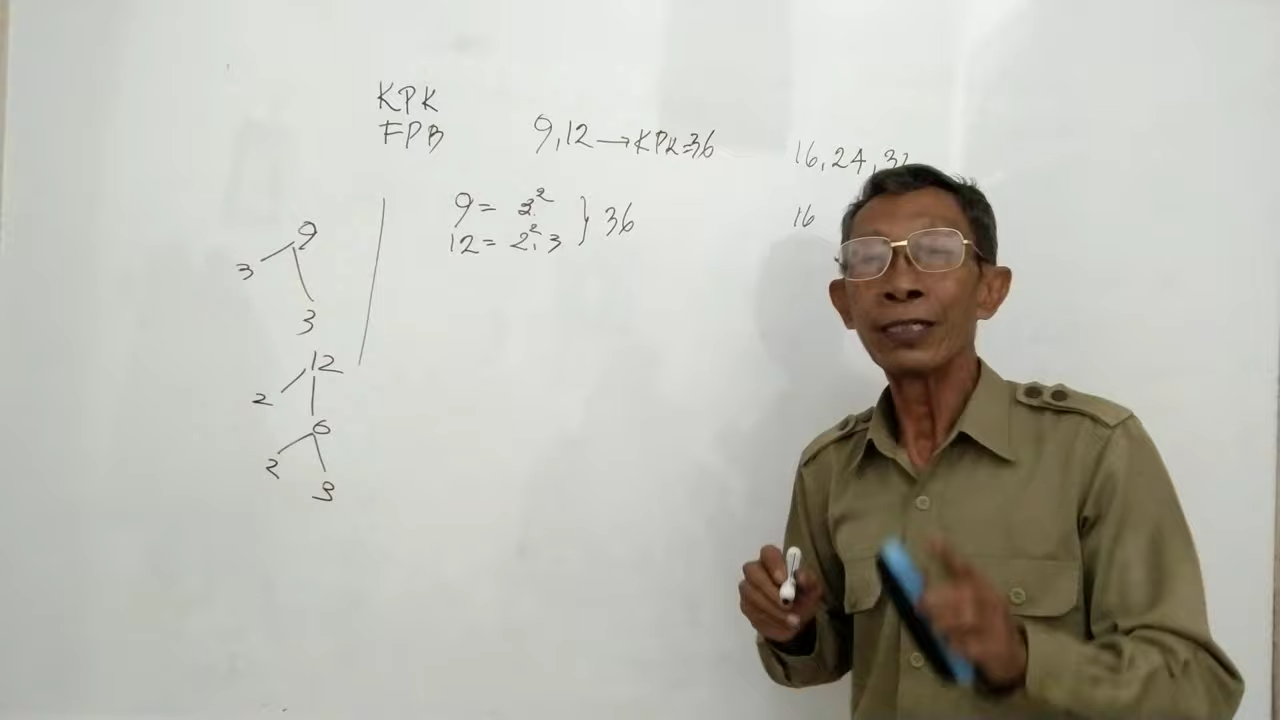 KPK
FPB
9,12 → KPK=36
16,24,32
9 = 3²
12 = 2².3 } 36
16
9
3
3
12
2
6
2
3